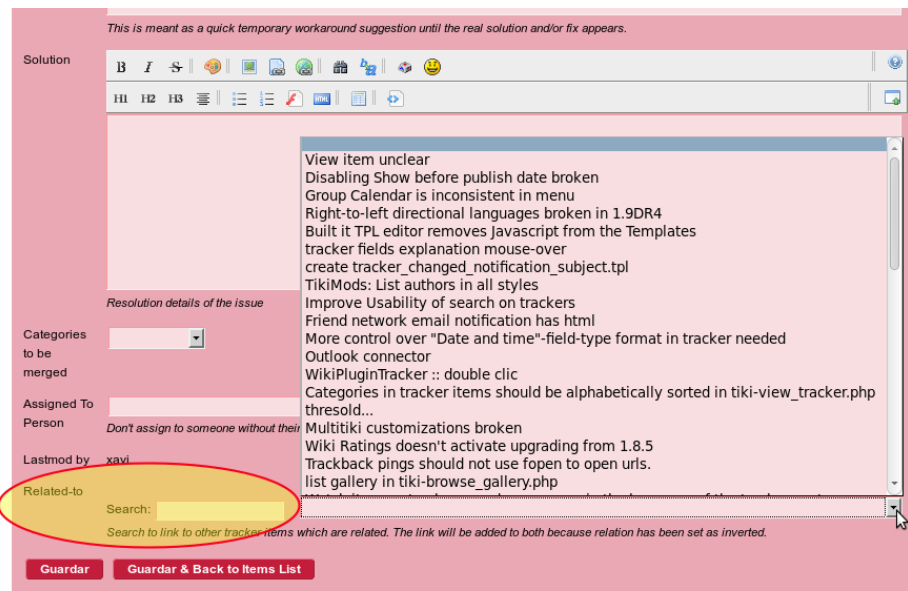 This is meant as a quick temporary workaround suggestion until the real solution and/or fix appears.
Solution
B I S
H1 H2 H3
HTML
View item unclear
Disabling Show before publish date broken
Group Calendar is inconsistent in menu
Right-to-left directional languages broken in 1.9DR4
Built it TPL editor removes Javascript from the Templates
tracker fields explanation mouse-over
create tracker_changed_notification_subject.tpl
TikiMods: List authors in all styles
Improve Usability of search on trackers
Friend network email notification has html
More control over "Date and time"-field-type format in tracker needed
Outlook connector
WikiPluginTracker :: double clic
Categories in tracker items should be alphabetically sorted in tiki-view_tracker.php
thresold...
Multitiki customizations broken
Wiki Ratings doesn't activate upgrading from 1.8.5
Trackback pings should not use fopen to open urls.
list gallery in tiki-browse_gallery.php
Resolution details of the issue
Categories
to be
merged
Assigned To
Person
Don't assign to someone without their
Lastmod by xavi
Related-to
Search:
Search to link to other tracker items which are related. The link will be added to both because relation has been set as inverted.
Guardar
Guardar & Back to Items List